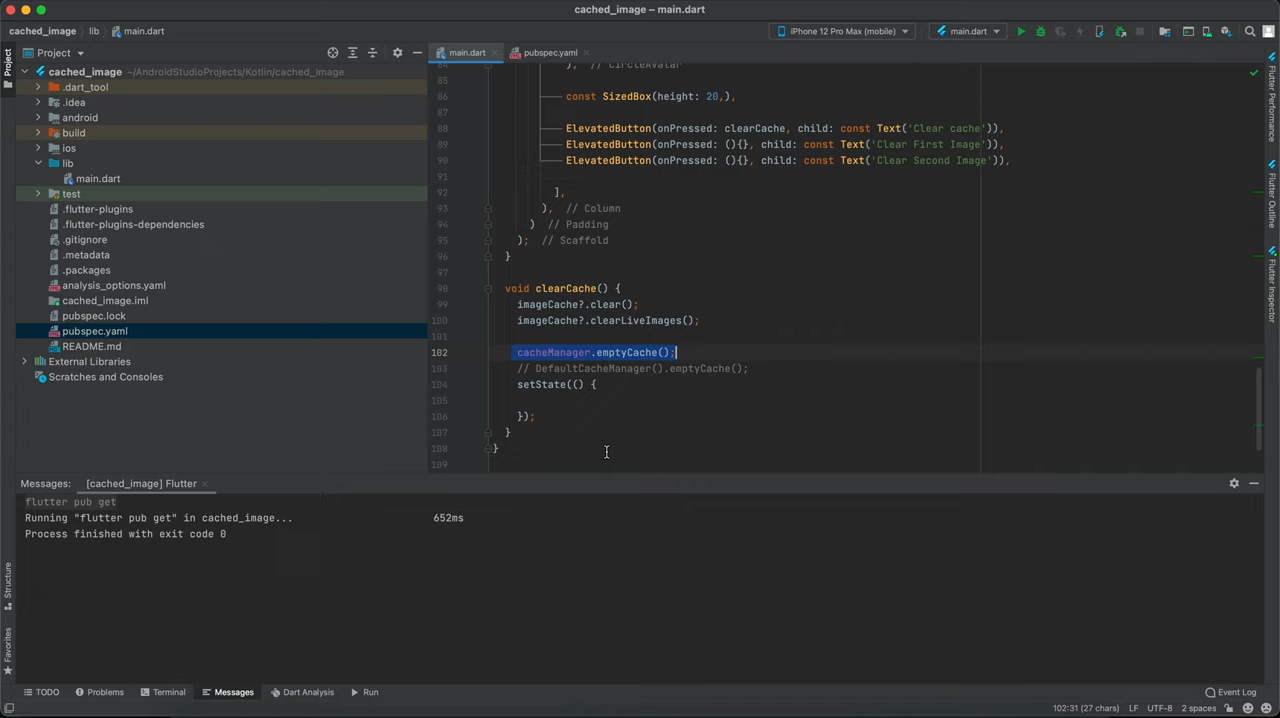 cached_image – main.dart
cached_image
lib
main.dart
iPhone 12 Pro Max (mobile)
main.dart
Project
Project
main.dart
pubspec.yaml
cached_image ~/AndroidStudioProjects/Kotlin/cached_image
.dart_tool
.idea
android
build
ios
lib
main.dart
test
.flutter-plugins
.flutter-plugins-dependencies
.gitignore
.metadata
.packages
analysis_options.yaml
cached_image.iml
pubspec.lock
pubspec.yaml
README.md
External Libraries
Scratches and Consoles
84 ), // CircleAvatar
85
86 const SizedBox(height: 20,),
87
88 ElevatedButton(onPressed: clearCache, child: const Text('Clear cache')),
89 ElevatedButton(onPressed: (){}, child: const Text('Clear First Image')),
90 ElevatedButton(onPressed: (){}, child: const Text('Clear Second Image')),
91
92 ],
93 ), // Column
94 ) // Padding
95 ); // Scaffold
96 }
97
98 void clearCache() {
99 imageCache?.clear();
100 imageCache?.clearLiveImages();
101
102 cacheManager.emptyCache();
103 // DefaultCacheManager().emptyCache();
104 setState(() {
105
106 });
107 }
108 }
109
Flutter Performance
Flutter Outline
Flutter Inspector
Messages:
[cached_image] Flutter
flutter pub get
Running "flutter pub get" in cached_image... 652ms
Process finished with exit code 0
Structure
Favorites
TODO
Problems
Terminal
Messages
Dart Analysis
Run
Event Log
102:31 (27 chars)
LF
UTF-8
2 spaces